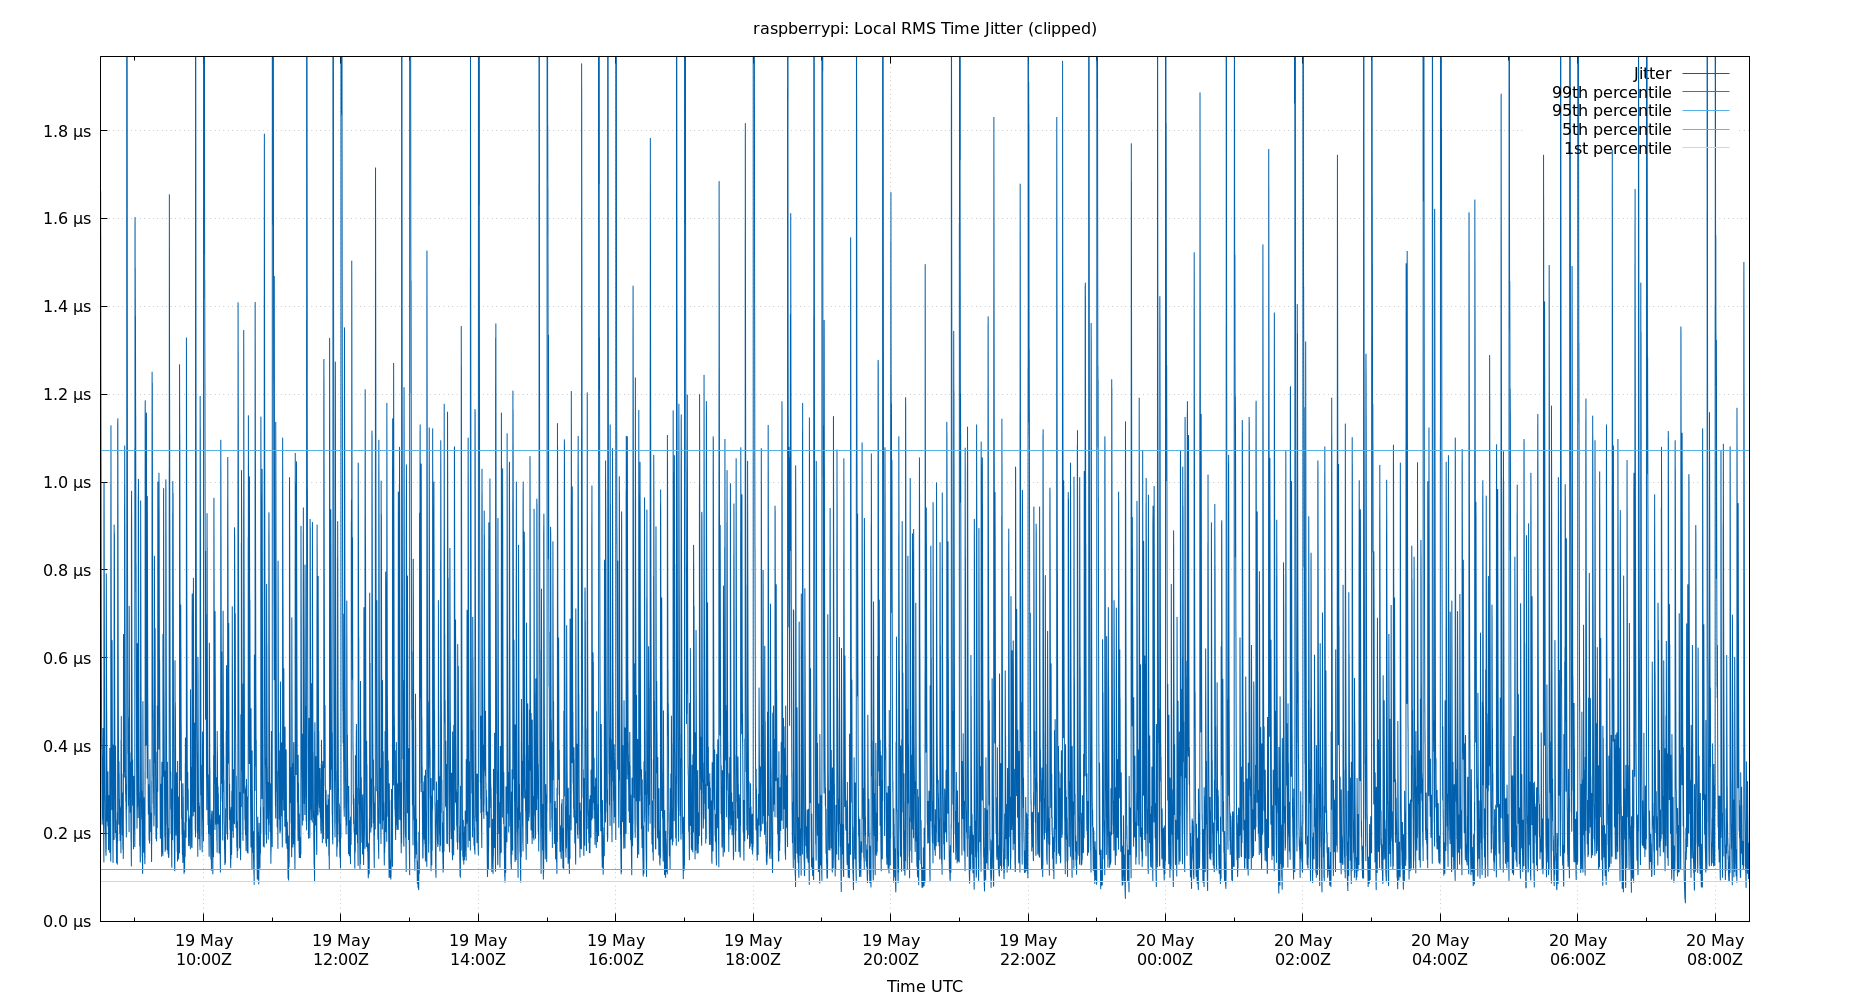 raspberrypi: Local RMS Time Jitter (clipped)
Jitter
99th percentile
95th percentile
5th percentile
1st percentile
1.8 µs
1.6 µs
1.4 µs
1.2 µs
1.0 µs
0.8 µs
0.6 µs
0.4 µs
0.2 µs
0.0 µs
19 May 19 May 19 May 19 May 19 May 19 May 19 May 20 May 20 May 20 May 20 May 20 May
10:00Z 12:00Z 14:00Z 16:00Z 18:00Z 20:00Z 22:00Z 00:00Z 02:00Z 04:00Z 06:00Z 08:00Z
Time UTC